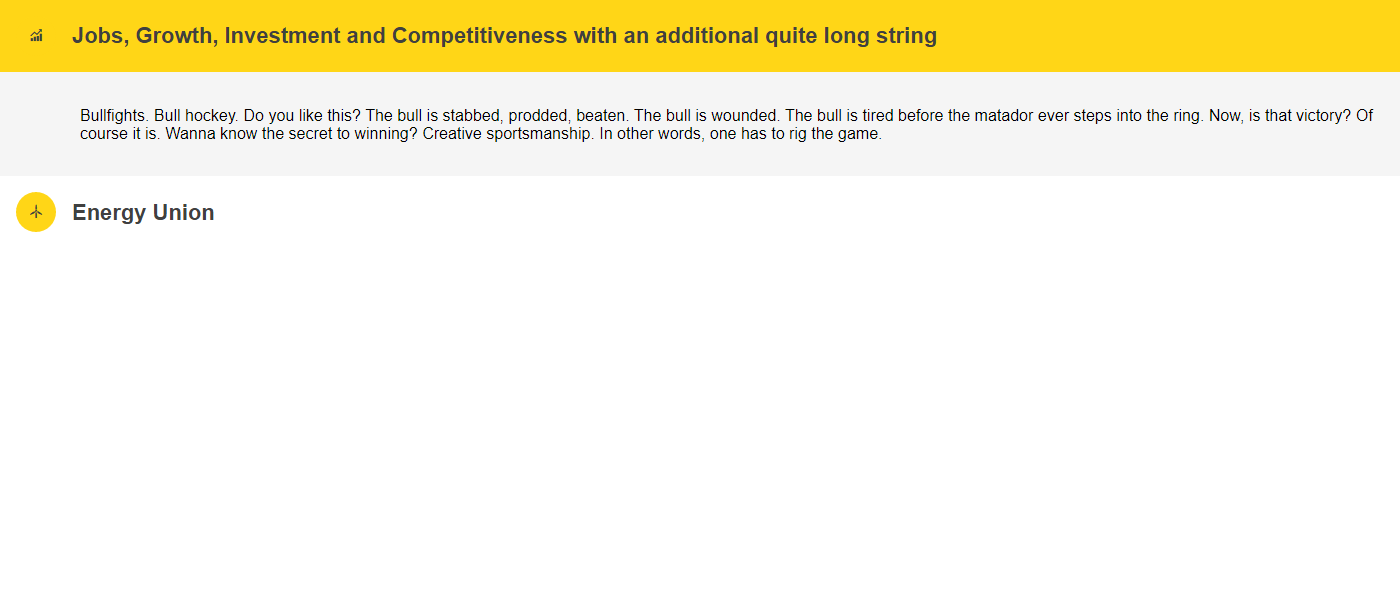 Jobs, Growth, Investment and Competitiveness with an additional quite long string
Bullfights. Bull hockey. Do you like this? The bull is stabbed, prodded, beaten. The bull is wounded. The bull is tired before the matador ever steps into the ring. Now, is that victory? Of
course it is. Wanna know the secret to winning? Creative sportsmanship. In other words, one has to rig the game.
Energy Union